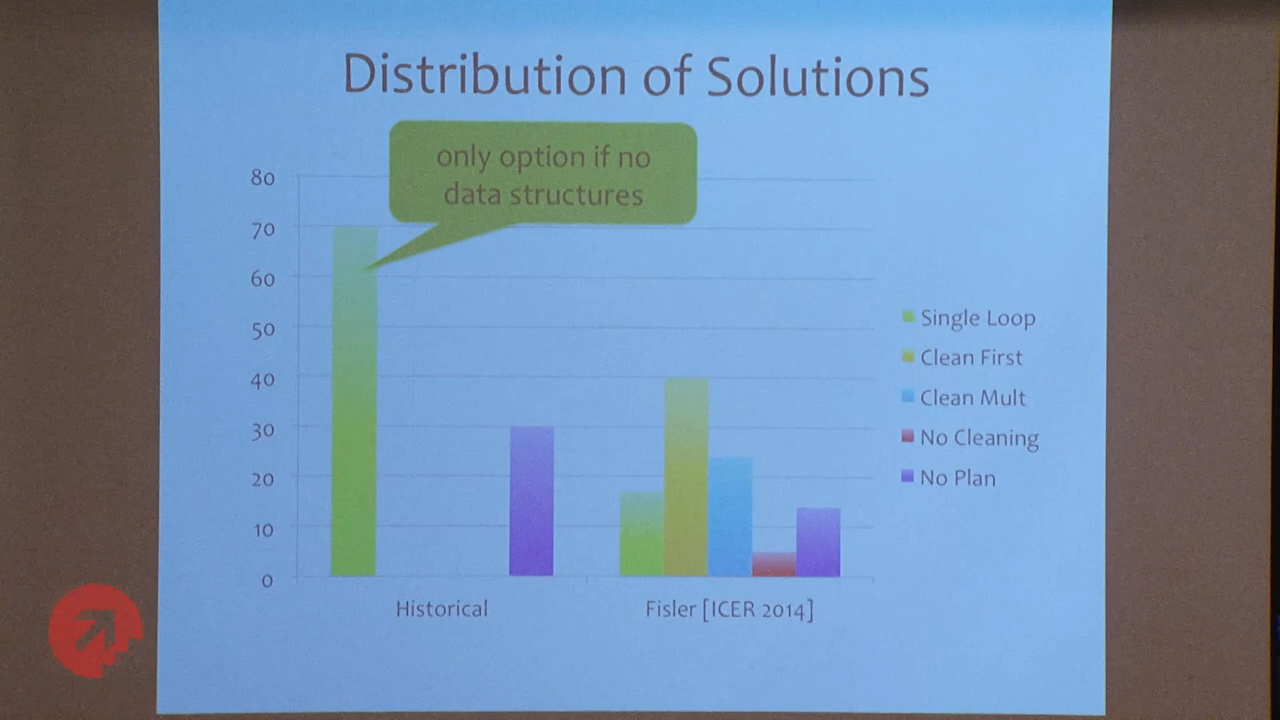 Distribution of Solutions
only option if no
data structures
80
70
60
50
40
30
20
10
0
Historical
Fisler [ICER 2014]
Single Loop
Clean First
Clean Mult
No Cleaning
No Plan